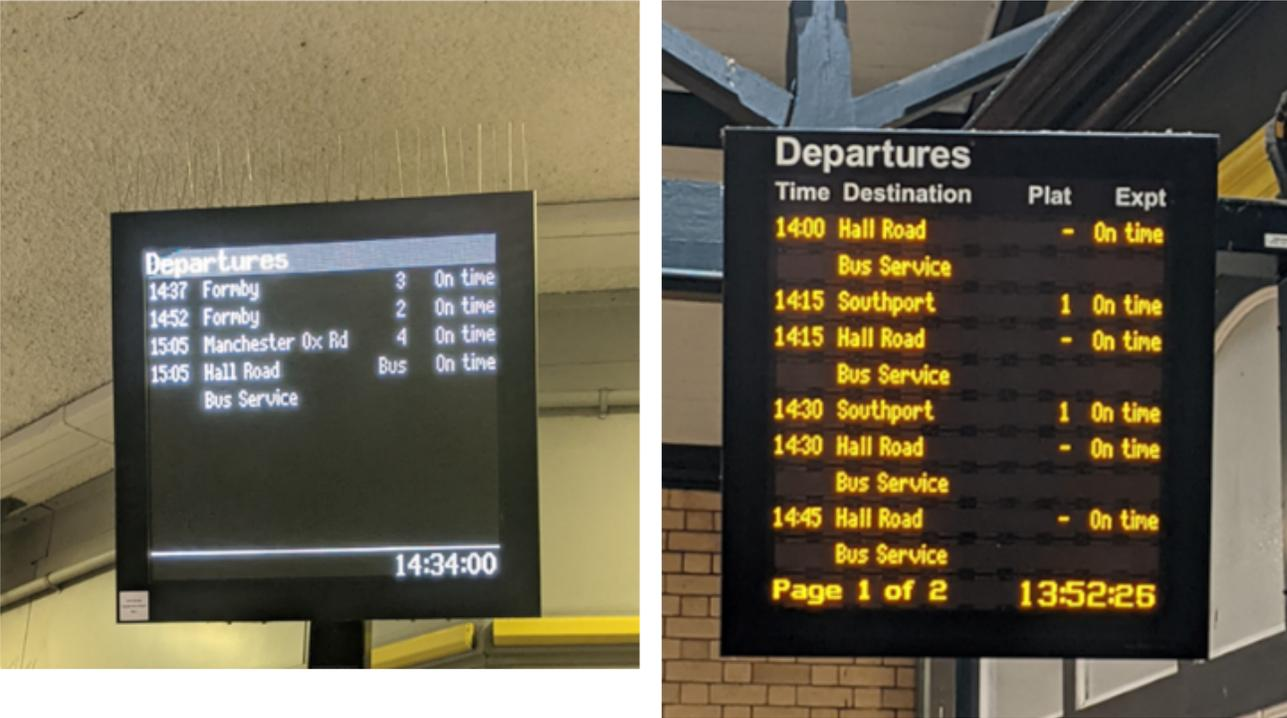 Departures
14:37 Formby 3 On time
14:52 Formby 2 On time
15:05 Manchester Ox Rd 4 On time
15:05 Hall Road Bus On time
Bus Service
14:34:00
Departures
Time Destination Plat Expt
14:00 Hall Road - On time
Bus Service
14:15 Southport 1 On time
14:15 Hall Road - On time
Bus Service
14:30 Southport 1 On time
14:30 Hall Road - On time
Bus Service
14:45 Hall Road - On time
Bus Service
Page 1 of 2 13:52:26